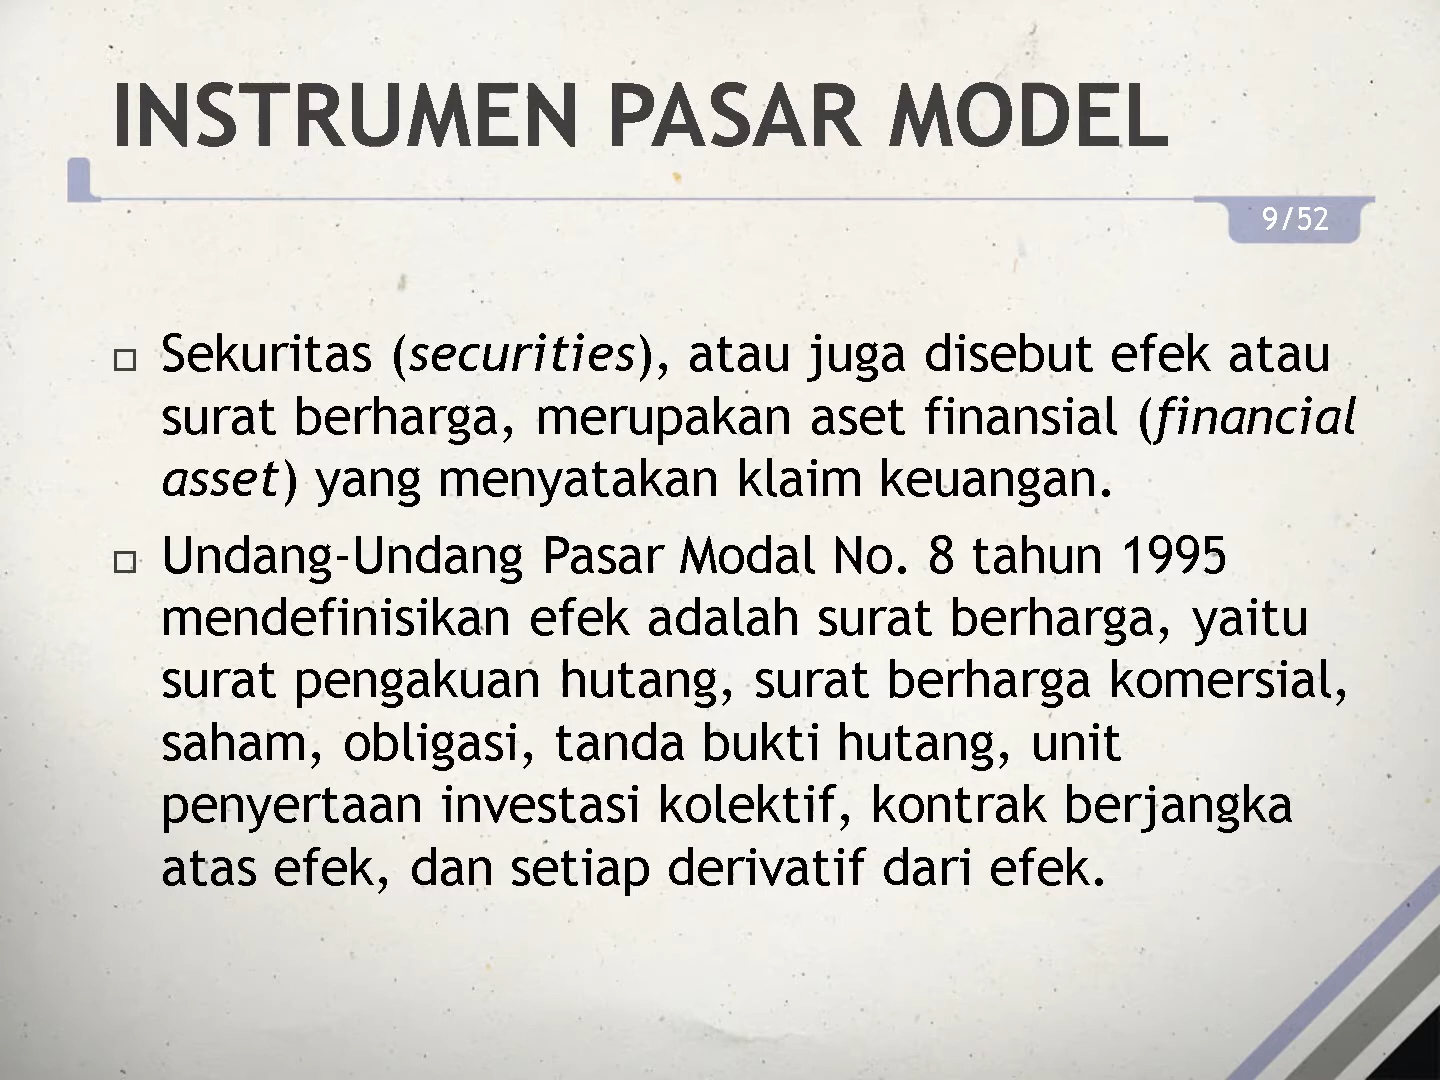 INSTRUMEN PASAR MODEL
9/52
Sekuritas (securities), atau juga disebut efek atau
surat berharga, merupakan aset finansial (financial
asset) yang menyatakan klaim keuangan.
Undang-Undang Pasar Modal No. 8 tahun 1995
mendefinisikan efek adalah surat berharga, yaitu
surat pengakuan hutang, surat berharga komersial,
saham, obligasi, tanda bukti hutang, unit
penyertaan investasi kolektif, kontrak berjangka
atas efek, dan setiap derivatif dari efek.